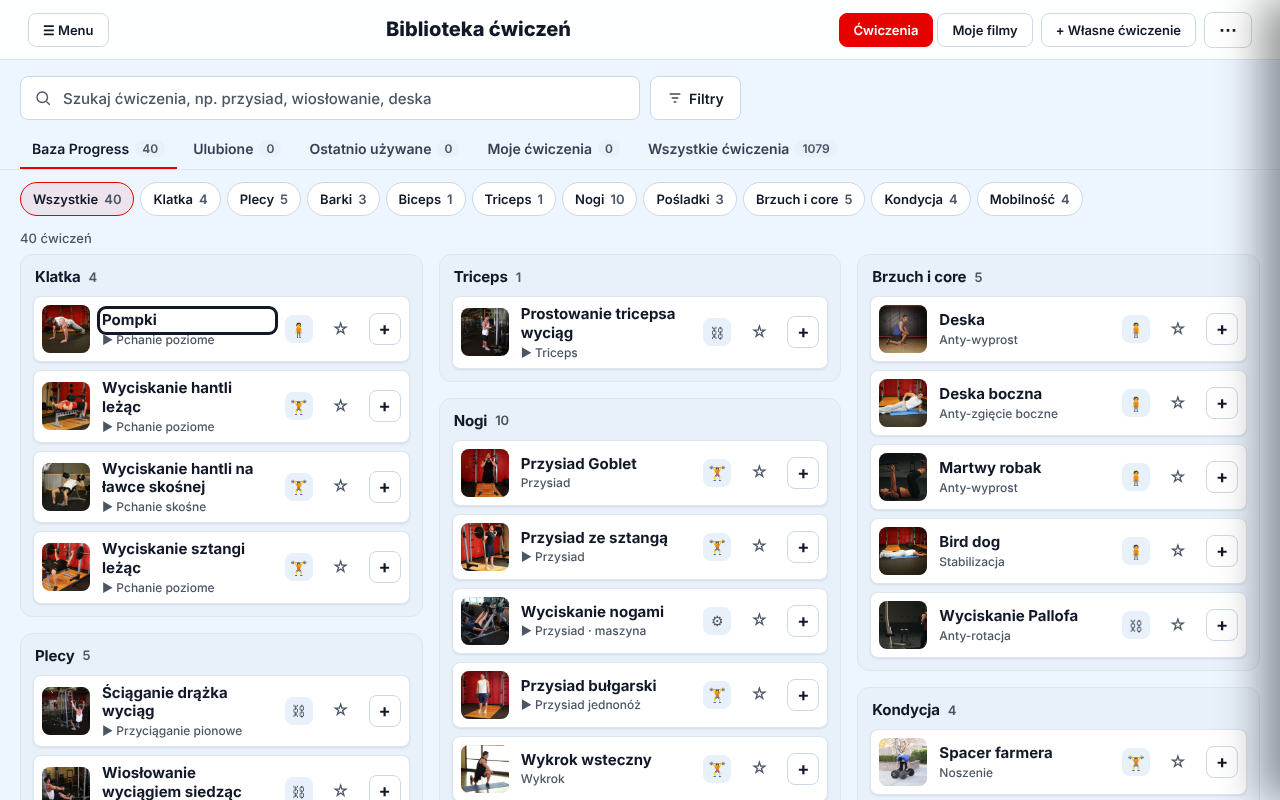 ☰ Menu
Biblioteka ćwiczeń
Ćwiczenia
Moje filmy
+ Własne ćwiczenie
⋯
Szukaj ćwiczenia, np. przysiad, wiosłowanie, deska
Filtry
Baza Progress 40
Ulubione 0
Ostatnio używane 0
Moje ćwiczenia 0
Wszystkie ćwiczenia 1079
Wszystkie 40
Klatka 4
Plecy 5
Barki 3
Biceps 1
Triceps 1
Nogi 10
Pośladki 3
Brzuch i core 5
Kondycja 4
Mobilność 4
40 ćwiczeń
Klatka 4
Pompki
▶ Pchanie poziome
Wyciskanie hantli
leżąc
▶ Pchanie poziome
Wyciskanie hantli na
ławce skośnej
▶ Pchanie skośne
Wyciskanie sztangi
leżąc
▶ Pchanie poziome
Plecy 5
Ściąganie drążka
wyciąg
▶ Przyciąganie pionowe
Wiosłowanie
wyciągiem siedząc
Triceps 1
Prostowanie tricepsa
wyciąg
▶ Triceps
Nogi 10
Przysiad Goblet
Przysiad
Przysiad ze sztangą
▶ Przysiad
Wyciskanie nogami
▶ Przysiad · maszyna
Przysiad bułgarski
▶ Przysiad jednonóż
Wykrok wsteczny
Wykrok
Brzuch i core 5
Deska
Anty-wyprost
Deska boczna
Anty-zgięcie boczne
Martwy robak
Anty-wyprost
Bird dog
Stabilizacja
Wyciskanie Pallofa
Anty-rotacja
Kondycja 4
Spacer farmera
Noszenie